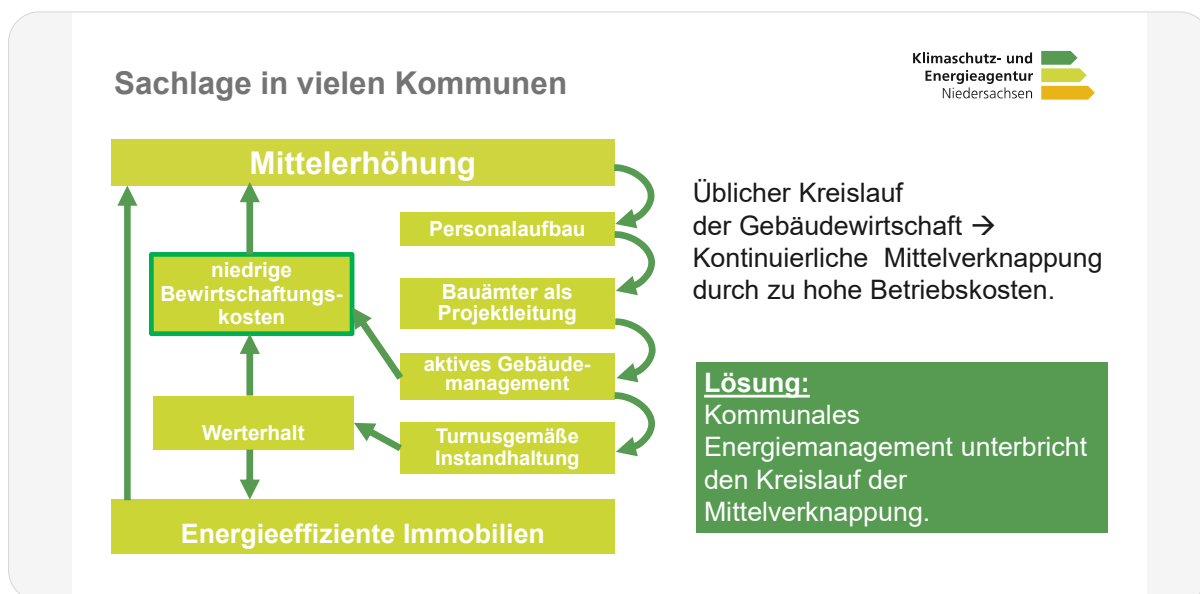 Sachlage in vielen Kommunen
Klimaschutz- und
Energieagentur
Niedersachsen
Mittelerhöhung
Personalaufbau
niedrige
Bewirtschaftungs-
kosten
Bauämter als
Projektleitung
aktives Gebäude-
management
Werterhalt
Turnusgemäße
Instandhaltung
Energieeffiziente Immobilien
Üblicher Kreislauf
der Gebäudewirtschaft →
Kontinuierliche Mittelverknappung
durch zu hohe Betriebskosten.
Lösung:
Kommunales
Energiemanagement unterbricht
den Kreislauf der
Mittelverknappung.